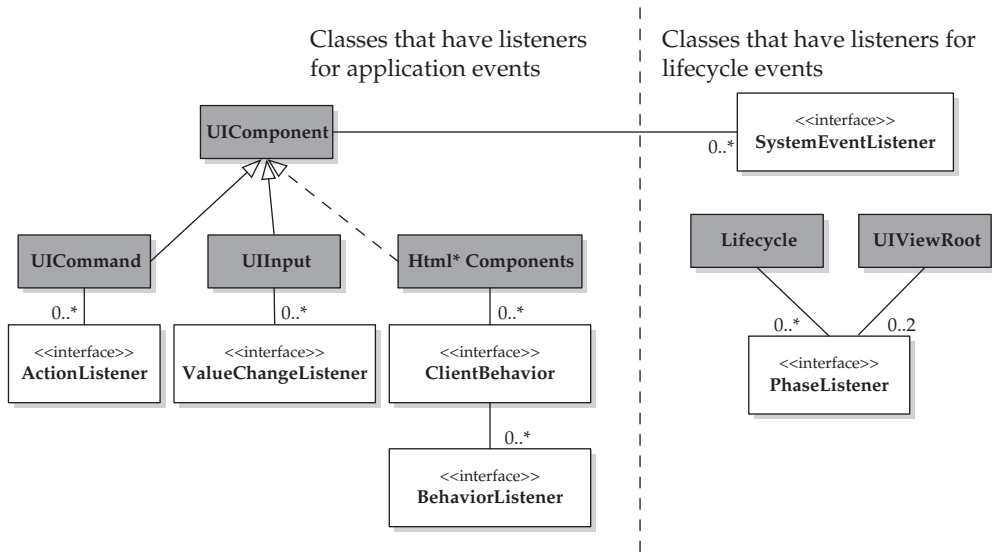 Classes that have listeners
for application events
Classes that have listeners for
lifecycle events
UIComponent
0..*
<<interface>>
SystemEventListener
UICommand
UIInput
Html* Components
Lifecycle
UIViewRoot
0..*
0..*
0..*
0..*
0..2
<<interface>>
ActionListener
<<interface>>
ValueChangeListener
<<interface>>
ClientBehavior
<<interface>>
PhaseListener
0..*
<<interface>>
BehaviorListener